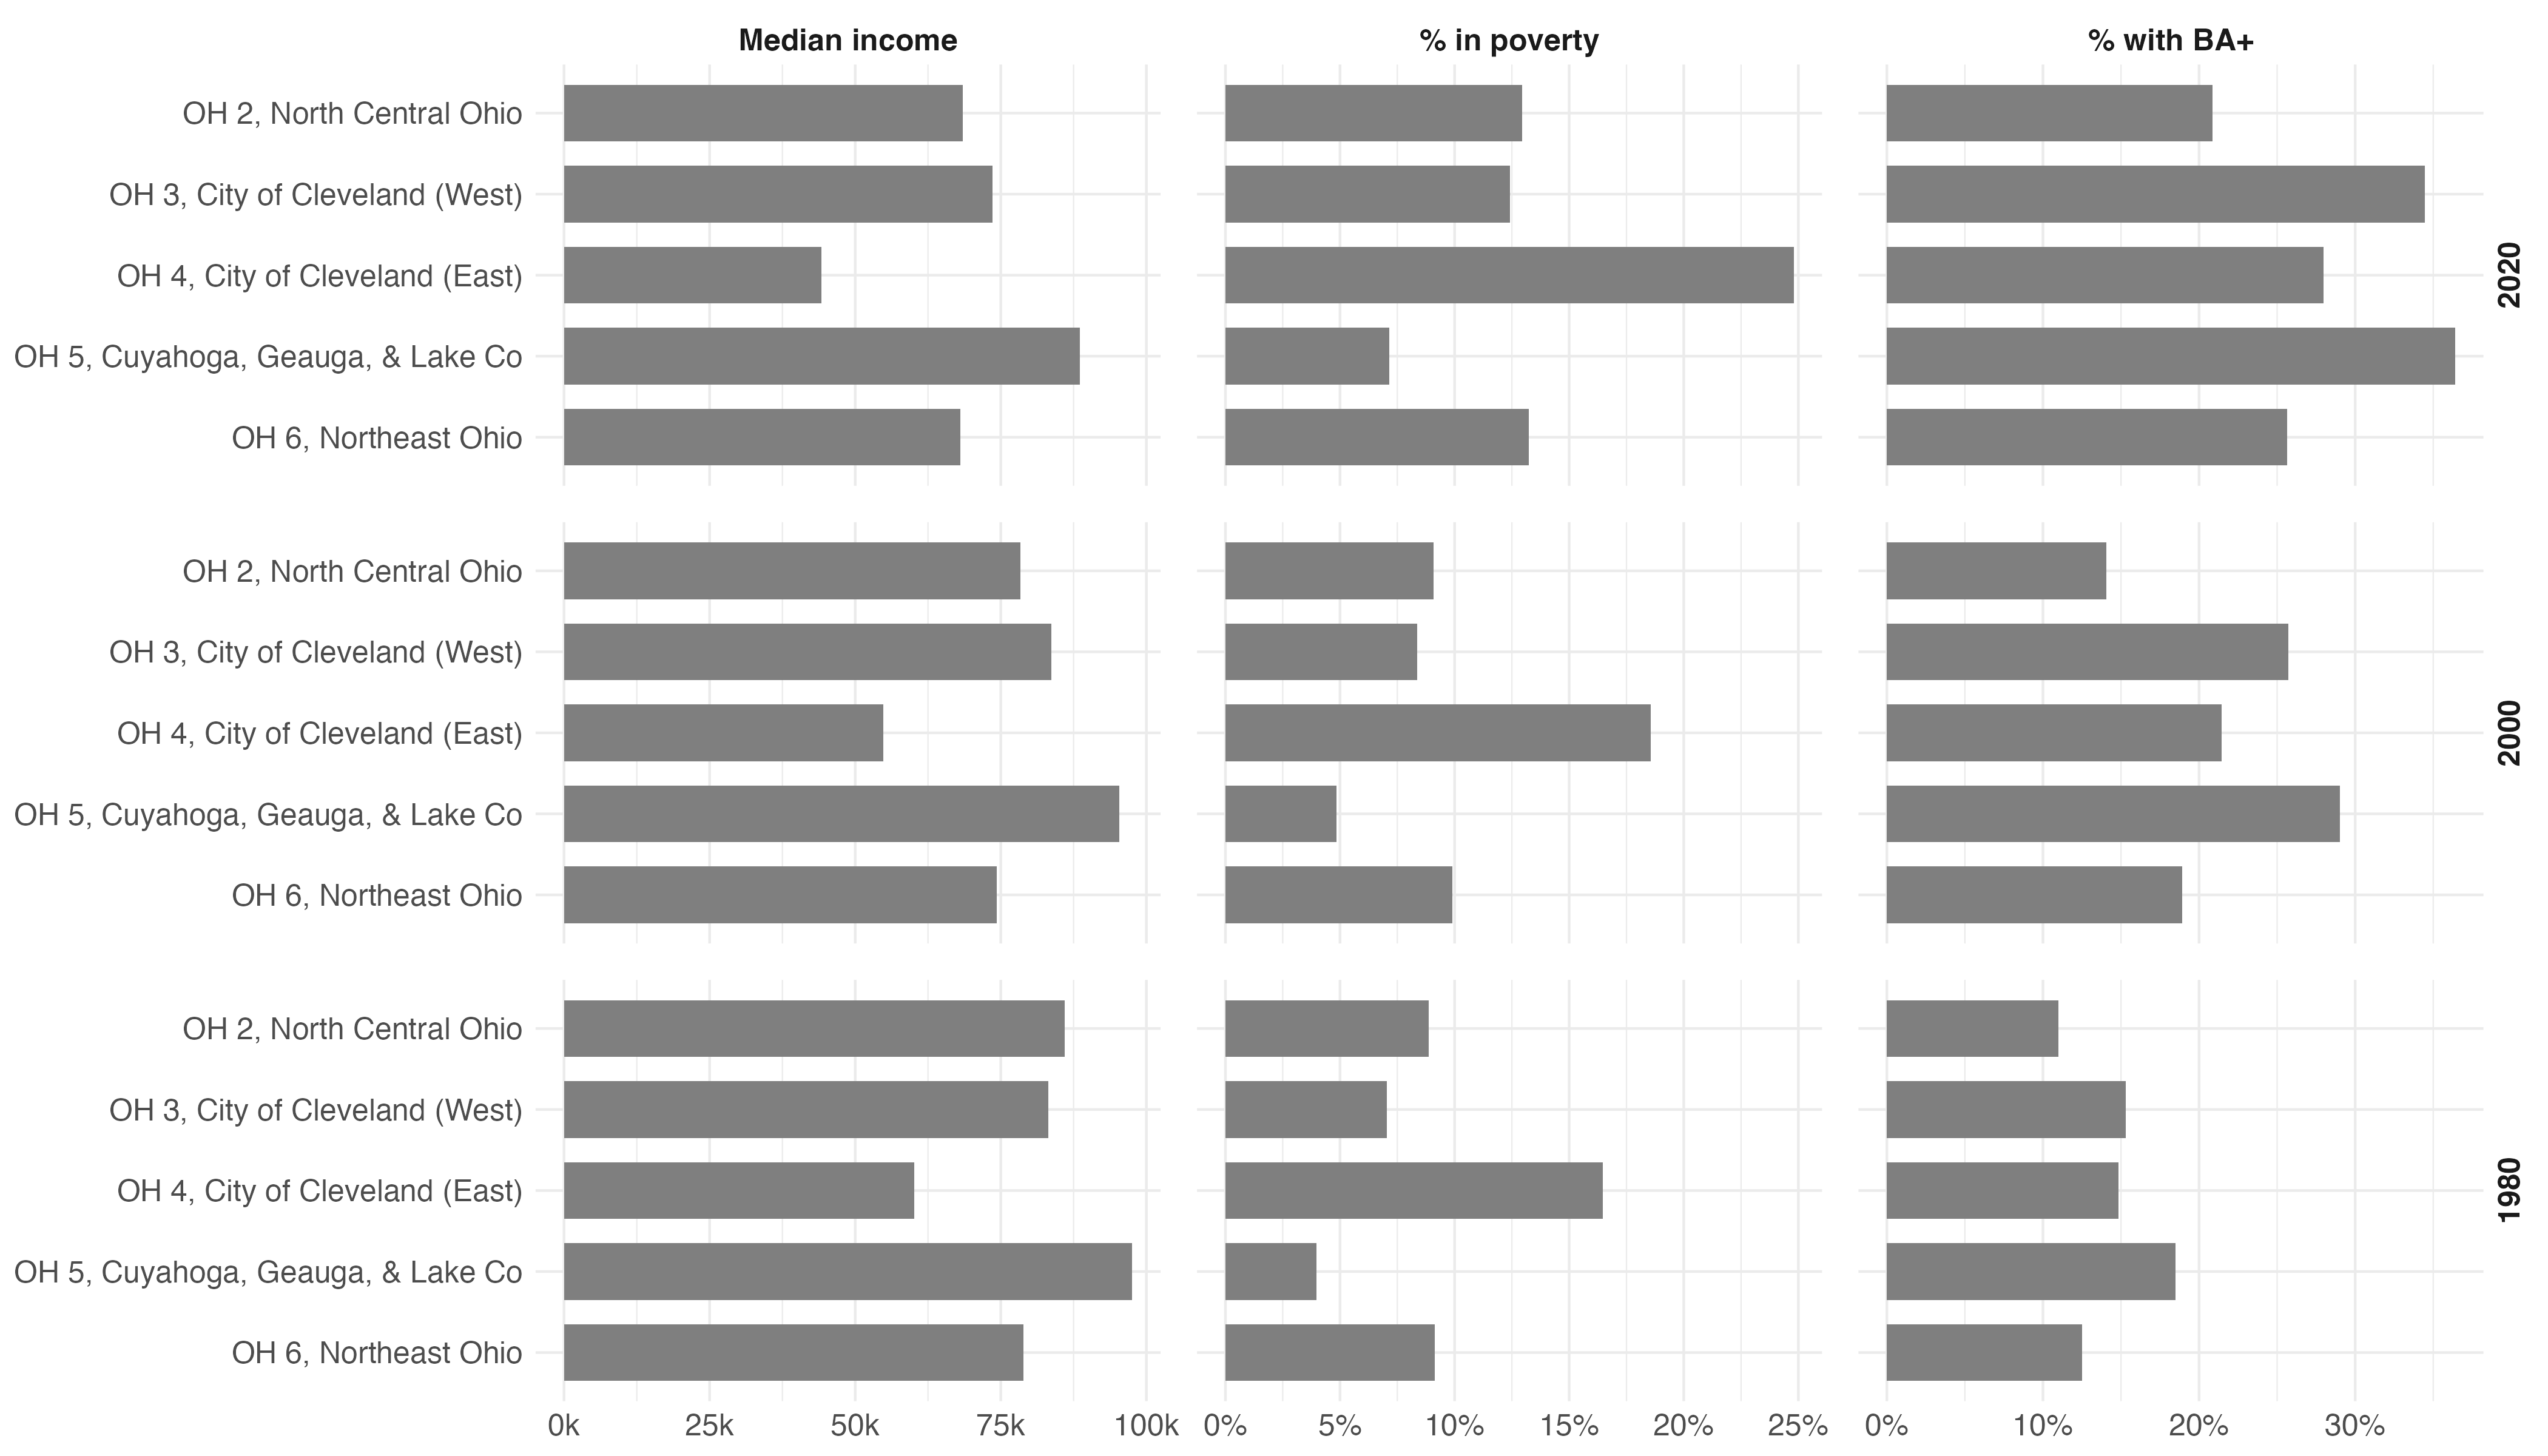 Median income % in poverty % with BA+
OH 2, North Central Ohio
OH 3, City of Cleveland (West)
OH 4, City of Cleveland (East)
OH 5, Cuyahoga, Geauga, & Lake Co
OH 6, Northeast Ohio
2020
OH 2, North Central Ohio
OH 3, City of Cleveland (West)
OH 4, City of Cleveland (East)
OH 5, Cuyahoga, Geauga, & Lake Co
OH 6, Northeast Ohio
2000
OH 2, North Central Ohio
OH 3, City of Cleveland (West)
OH 4, City of Cleveland (East)
OH 5, Cuyahoga, Geauga, & Lake Co
OH 6, Northeast Ohio
1980
0k 25k 50k 75k 100k 0% 5% 10% 15% 20% 25% 0% 10% 20% 30%